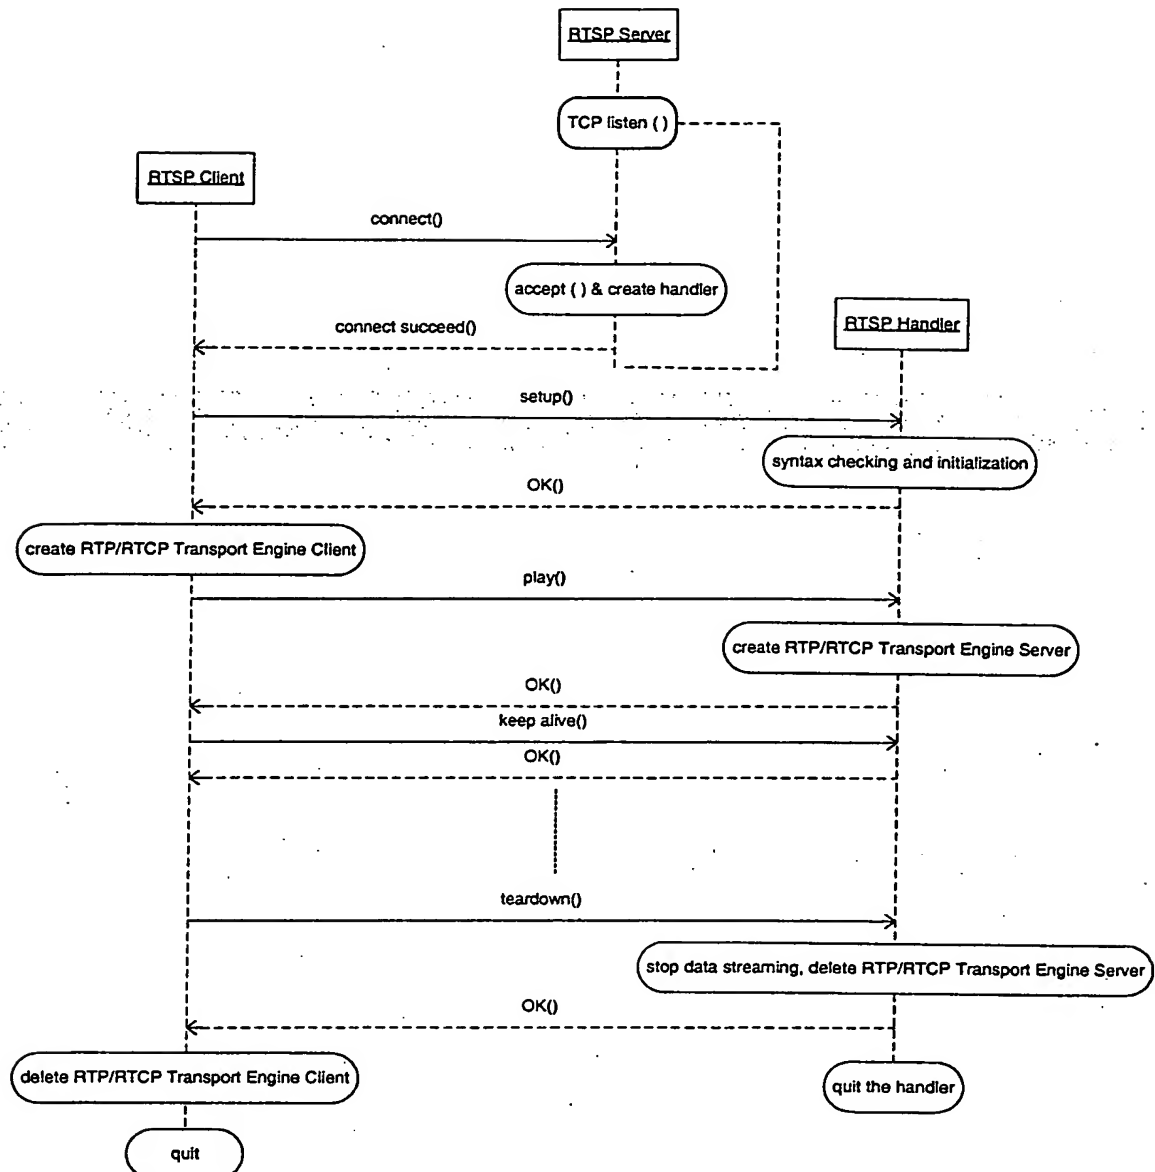 RTSP Server
TCP listen ( )
RTSP Client
connect()
accept ( ) & create handler
RTSP Handler
connect succeed()
setup()
syntax checking and initialization
OK()
create RTP/RTCP Transport Engine Client
play()
create RTP/RTCP Transport Engine Server
OK()
keep alive()
OK()
teardown()
stop data streaming, delete RTP/RTCP Transport Engine Server
OK()
delete RTP/RTCP Transport Engine Client
quit the handler
quit